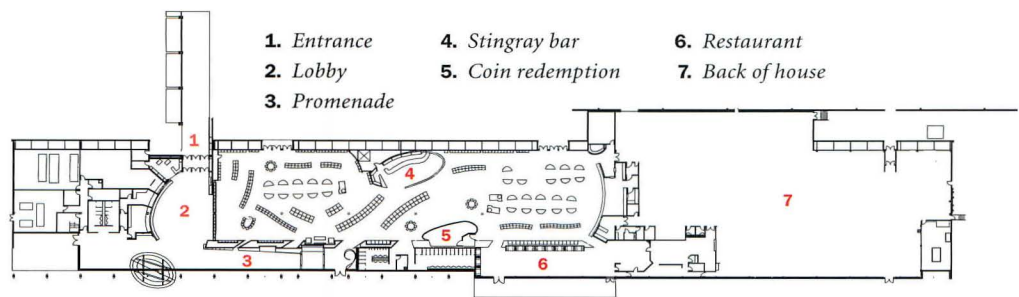 1. Entrance
2. Lobby
3. Promenade
4. Stingray bar
5. Coin redemption
6. Restaurant
7. Back of house
1
2
3
4
5
6
7